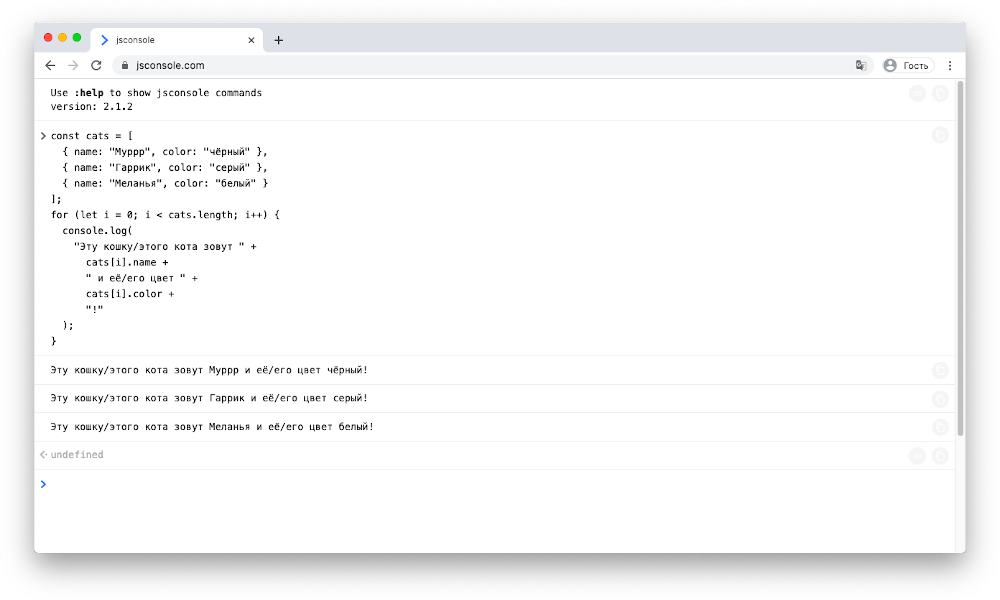 jsconsole
jsconsole.com
Гость
Use :help to show jsconsole commands
version: 2.1.2
const cats = [
  { name: "Муррр", color: "чёрный" },
  { name: "Гаррик", color: "серый" },
  { name: "Меланья", color: "белый" }
];
for (let i = 0; i < cats.length; i++) {
  console.log(
    "Эту кошку/этого кота зовут " +
      cats[i].name +
      " и её/его цвет " +
      cats[i].color +
      "!"
  );
}
Эту кошку/этого кота зовут Муррр и её/его цвет чёрный!
Эту кошку/этого кота зовут Гаррик и её/его цвет серый!
Эту кошку/этого кота зовут Меланья и её/его цвет белый!
undefined